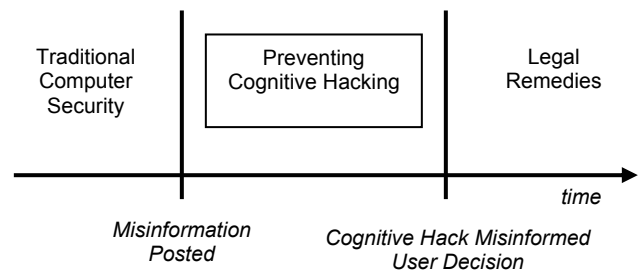 Traditional
Computer
Security
Preventing
Cognitive Hacking
Legal
Remedies
time
Misinformation
Posted
Cognitive Hack Misinformed
User Decision